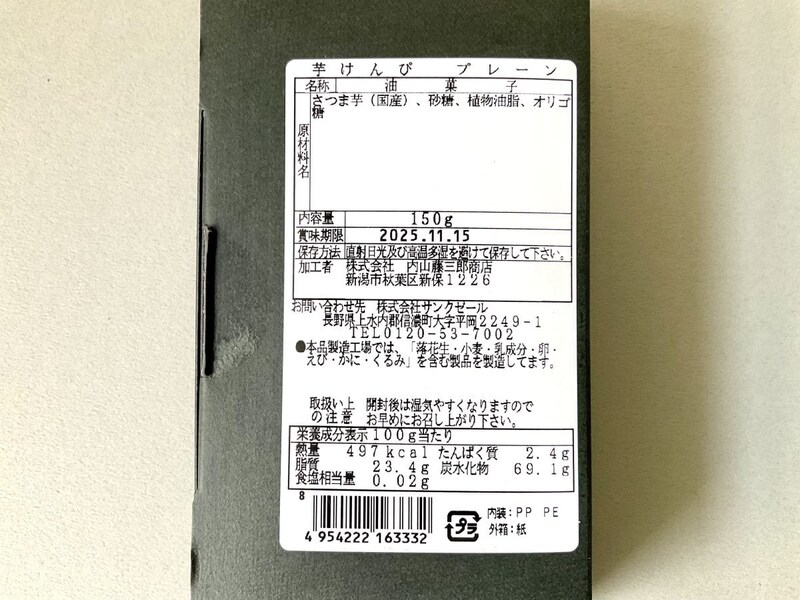 芋けんぴ　プレーン
名称　油菓子
原材料名　さつま芋（国産）、砂糖、植物油脂、オリゴ
糖
内容量　150g
賞味期限　2025.11.15
保存方法　直射日光及び高温多湿を避けて保存して下さい。
加工者　株式会社　内山藤三郎商店
新潟市秋葉区新保1226
お問い合わせ先　株式会社サンクゼール
長野県上水内郡信濃町大字平岡2249-1
TEL0120-53-7002
●本品製造工場では、「落花生・小麦・乳成分・卵・
えび・かに・くるみ」を含む製品を製造してます。
取扱い上　開封後は湿気やすくなりますので
の注意　お早めにお召し上がり下さい。
栄養成分表示100g当たり
熱量　497kcal　たんぱく質　2.4g
脂質　23.4g　炭水化物　69.1g
食塩相当量　0.02g
8
4 954222 163332
プラ
内装：PP PE
外箱：紙